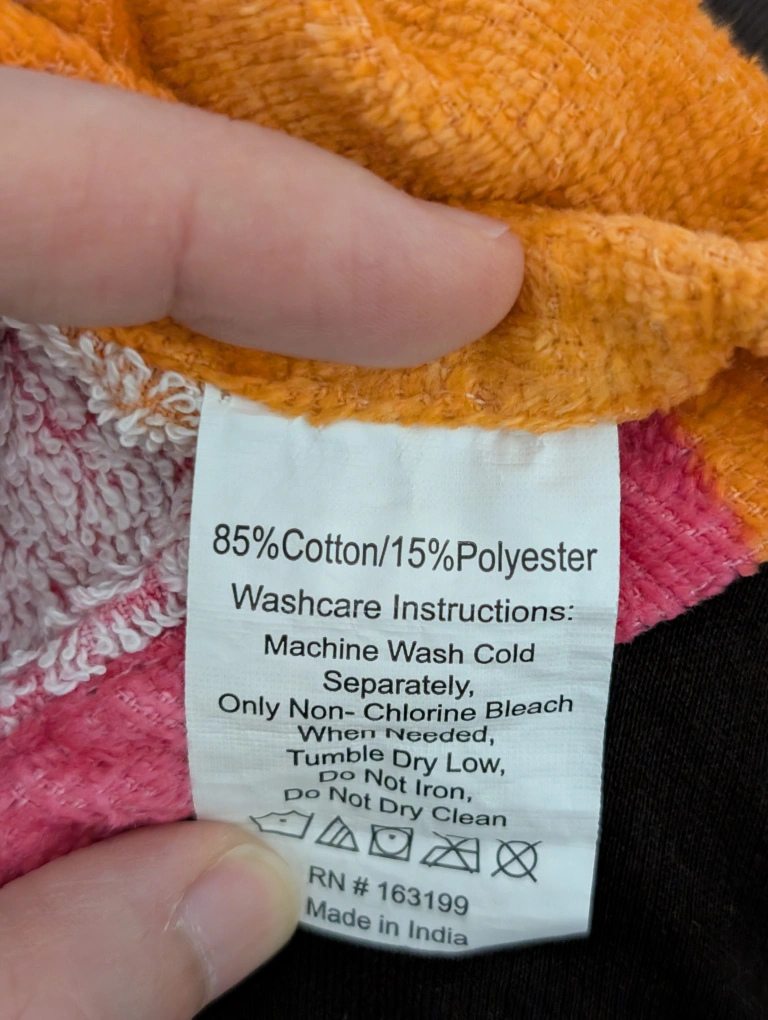 85%Cotton/15%Polyester
Washcare Instructions:
Machine Wash Cold
Separately,
Only Non- Chlorine Bleach
When Needed,
Tumble Dry Low,
Do Not Iron,
Do Not Dry Clean
RN # 163199
Made in India